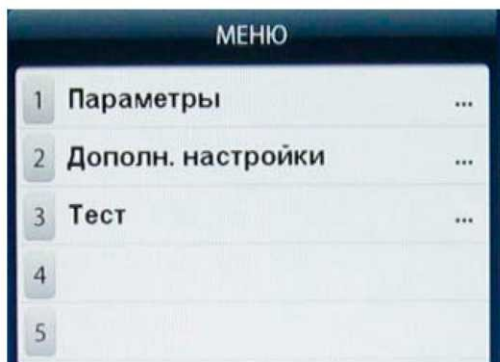 МЕНЮ
1 Параметры ...
2 Дополн. настройки ...
3 Тест ...
4
5